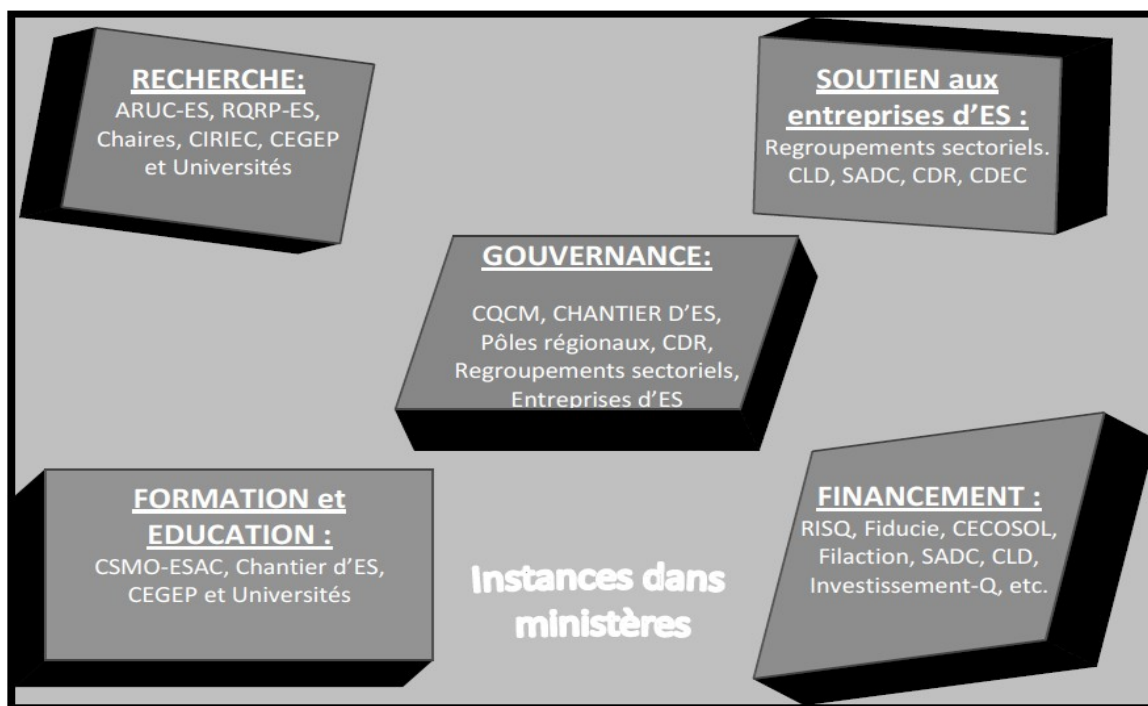 RECHERCHE:
ARUC-ES, RQRP-ES,
Chaires, CIRIEC, CEGEP
et Universités
SOUTIEN aux
entreprises d'ES :
Regroupements sectoriels.
CLD, SADC, CDR, CDEC
GOUVERNANCE:
CQCM, CHANTIER D'ES,
Pôles régionaux, CDR,
Regroupements sectoriels,
Entreprises d'ES
FORMATION et
EDUCATION :
CSMO-ESAC, Chantier d'ES,
CEGEP et Universités
Instances dans
ministères
FINANCEMENT :
RISQ, Fiducie, CECOSOL,
Filaction, SADC, CLD,
Investissement-Q, etc.